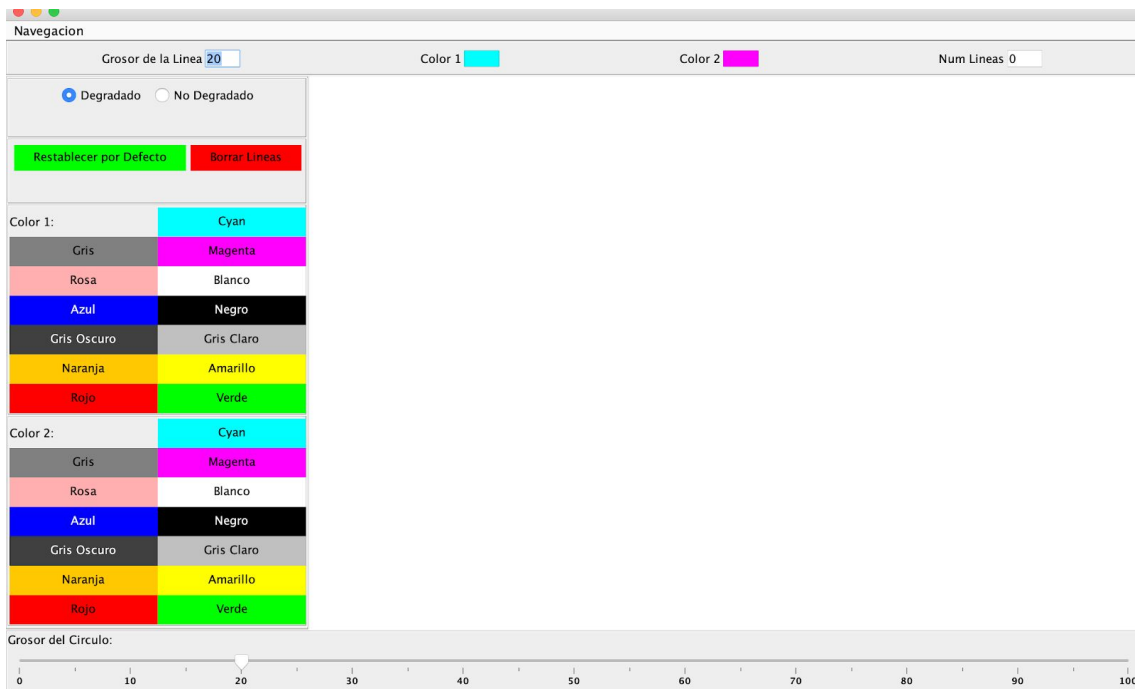 Navegacion
Grosor de la Linea 20 Color 1 Color 2 Num Lineas 0
Degradado No Degradado
Restablecer por Defecto Borrar Lineas
Color 1: Cyan
Gris Magenta
Rosa Blanco
Azul Negro
Gris Oscuro Gris Claro
Naranja Amarillo
Rojo Verde
Color 2: Cyan
Gris Magenta
Rosa Blanco
Azul Negro
Gris Oscuro Gris Claro
Naranja Amarillo
Rojo Verde
Grosor del Circulo:
0 10 20 30 40 50 60 70 80 90 100